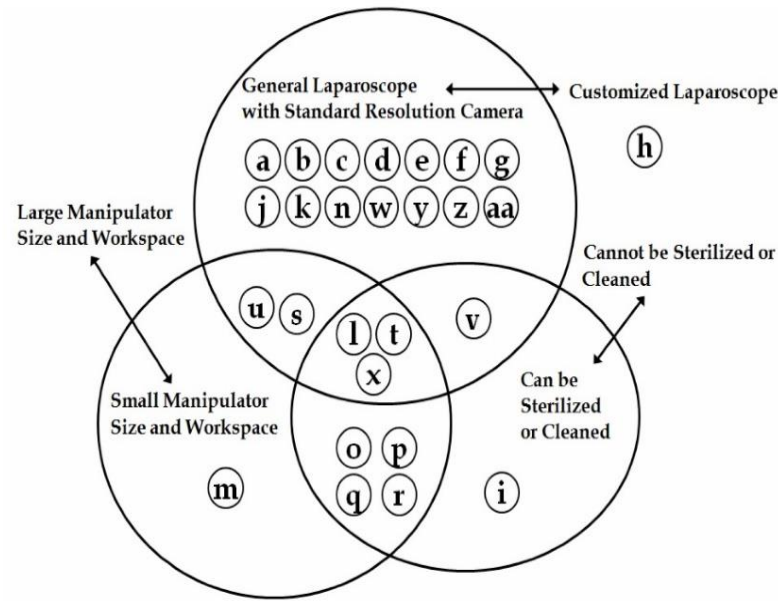 General Laparoscope
with Standard Resolution Camera
Customized Laparoscope
h
a b c d e f g
j k n w y z aa
Large Manipulator
Size and Workspace
Cannot be Sterilized or
Cleaned
u s
l t
x
v
Small Manipulator
Size and Workspace
Can be
Sterilized
or Cleaned
m
o p
q r
i